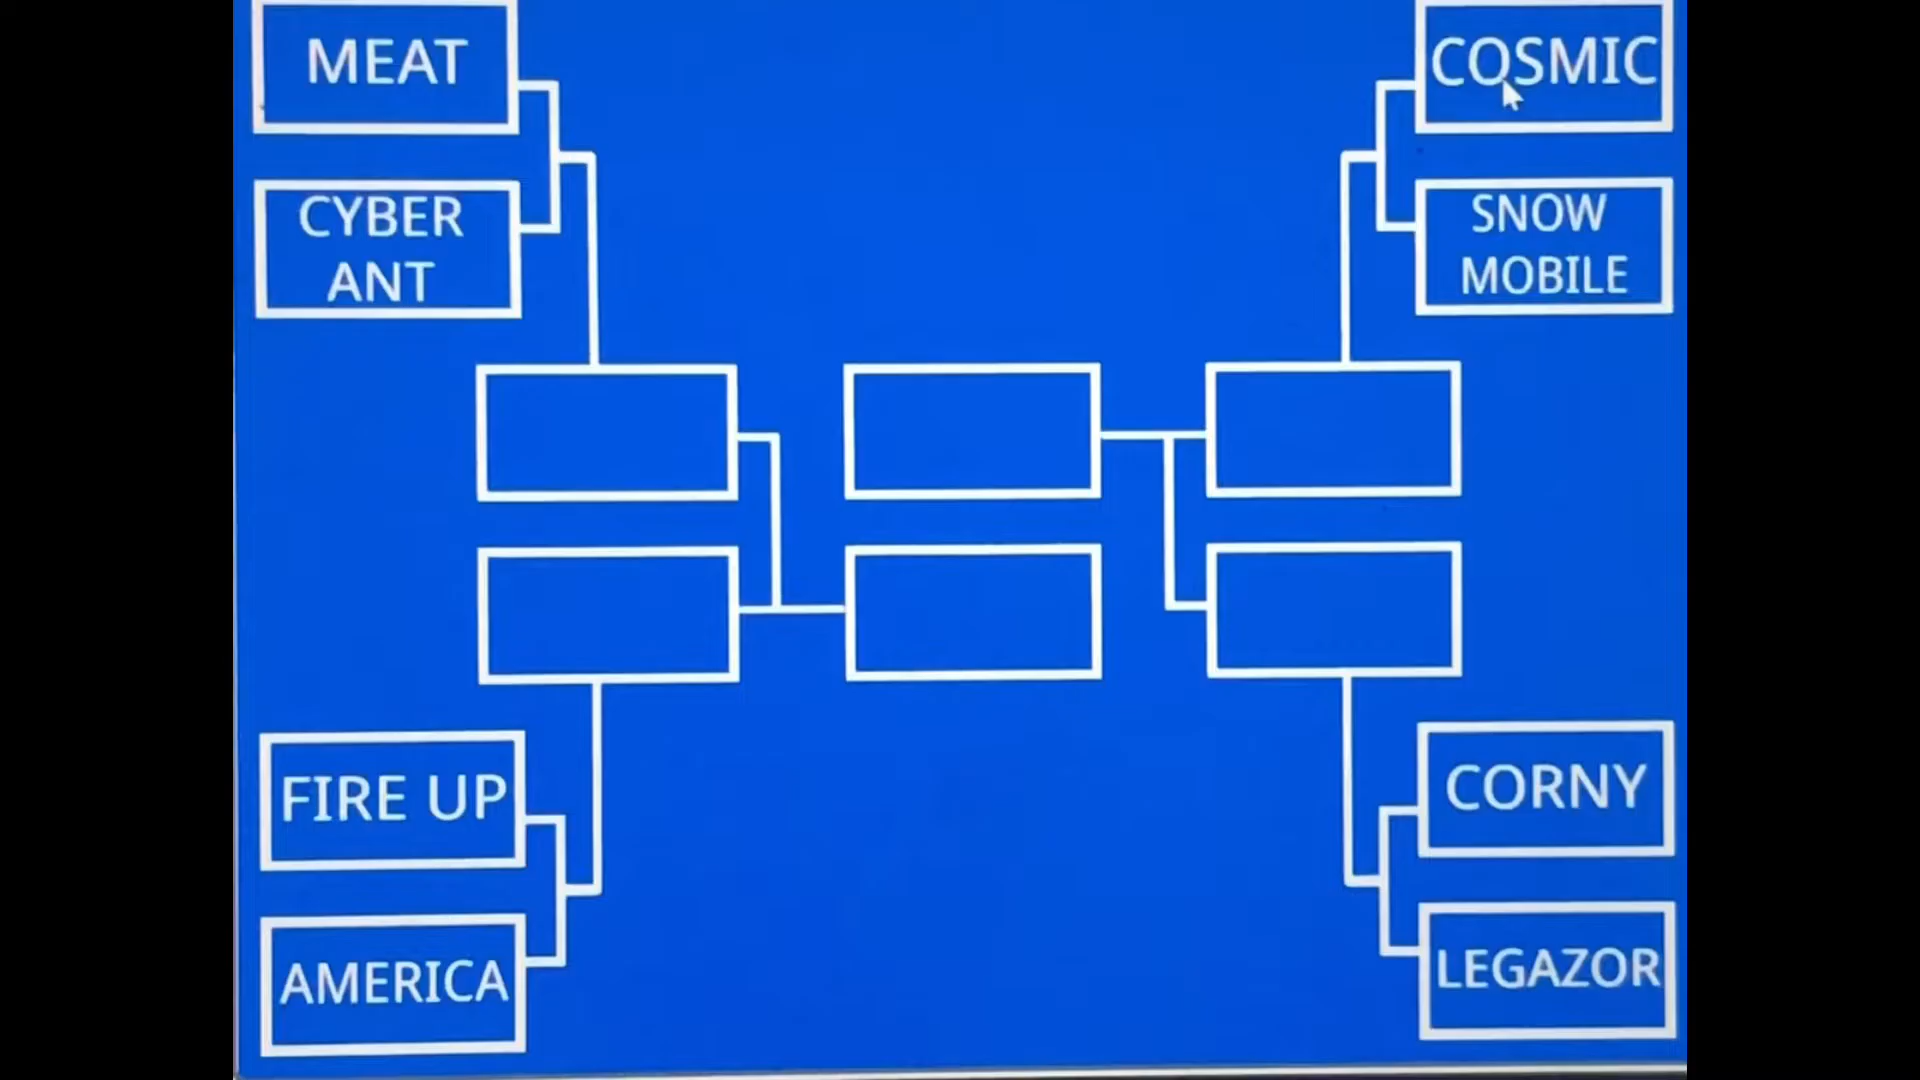 MEAT
CYBER
ANT
FIRE UP
AMERICA
COSMIC
SNOW
MOBILE
CORNY
LEGAZOR